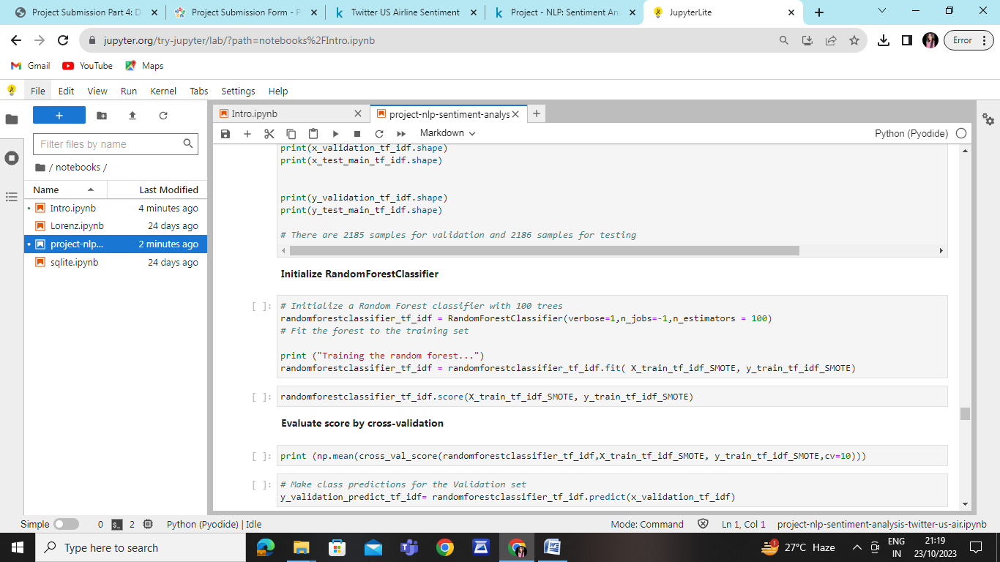 Project Submission Part 4: D
Project Submission Form - P
Twitter US Airline Sentiment
Project - NLP: Sentiment An
JupyterLite
jupyter.org/try-jupyter/lab/?path=notebooks%2FIntro.ipynb
Error
Gmail
YouTube
Maps
File Edit View Run Kernel Tabs Settings Help
Intro.ipynb
project-nlp-sentiment-analys
Filter files by name
Markdown
Python (Pyodide)
/ notebooks /
Name
Last Modified
Intro.ipynb 4 minutes ago
Lorenz.ipynb 24 days ago
project-nlp... 2 minutes ago
sqlite.ipynb 24 days ago
print(x_validation_tf_idf.shape)
print(x_test_main_tf_idf.shape)
print(y_validation_tf_idf.shape)
print(y_test_main_tf_idf.shape)
# There are 2185 samples for validation and 2186 samples for testing
Initialize RandomForestClassifier
[ ]:
# Initialize a Random Forest classifier with 100 trees
randomforestclassifier_tf_idf = RandomForestClassifier(verbose=1,n_jobs=-1,n_estimators = 100)
# Fit the forest to the training set
print ("Training the random forest...")
randomforestclassifier_tf_idf = randomforestclassifier_tf_idf.fit( X_train_tf_idf_SMOTE, y_train_tf_idf_SMOTE)
[ ]:
randomforestclassifier_tf_idf.score(X_train_tf_idf_SMOTE, y_train_tf_idf_SMOTE)
Evaluate score by cross-validation
[ ]:
print (np.mean(cross_val_score(randomforestclassifier_tf_idf,X_train_tf_idf_SMOTE, y_train_tf_idf_SMOTE,cv=10)))
[ ]:
# Make class predictions for the Validation set
y_validation_predict_tf_idf= randomforestclassifier_tf_idf.predict(x_validation_tf_idf)
Simple 0 2 Python (Pyodide) | Idle
Mode: Command
Ln 1, Col 1
project-nlp-sentiment-analysis-twitter-us-air.ipynb
Type here to search
27°C Haze
ENG
IN
21:19
23/10/2023